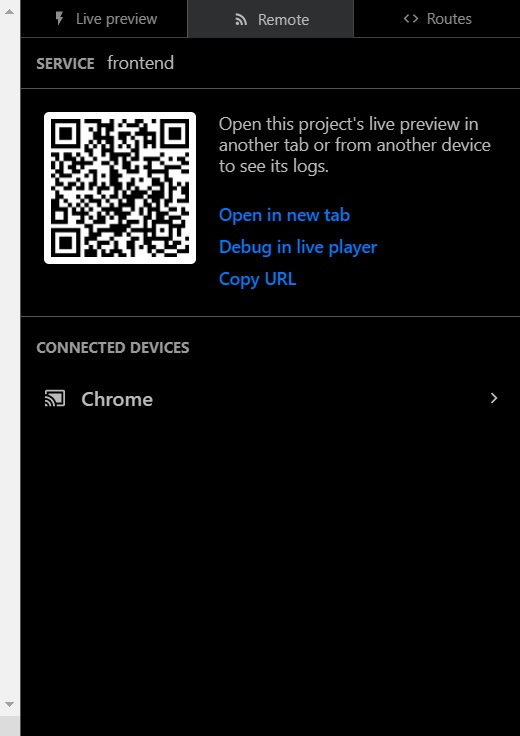 Live preview
Remote
Routes
SERVICE frontend
Open this project's live preview in
another tab or from another device
to see its logs.
Open in new tab
Debug in live player
Copy URL
CONNECTED DEVICES
Chrome